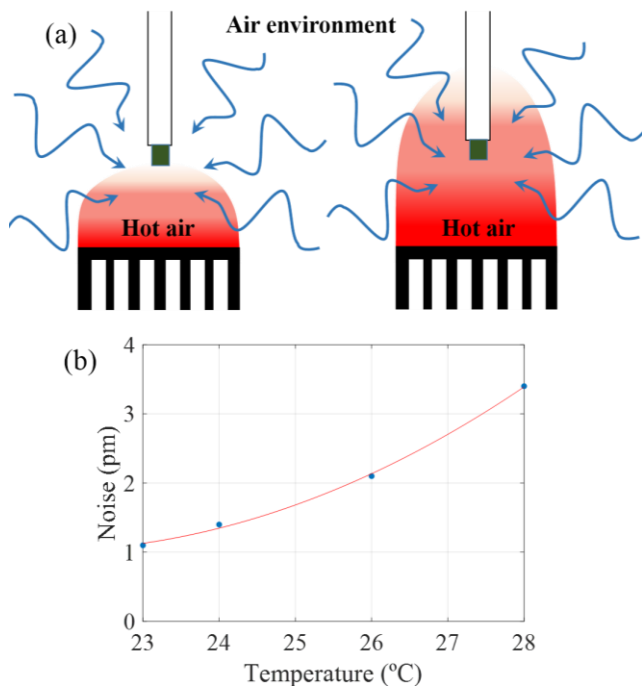 (a)
Air environment
Hot air
Hot air
(b)
Noise (pm)
4
3
2
1
0
23 24 25 26 27 28
Temperature (ºC)